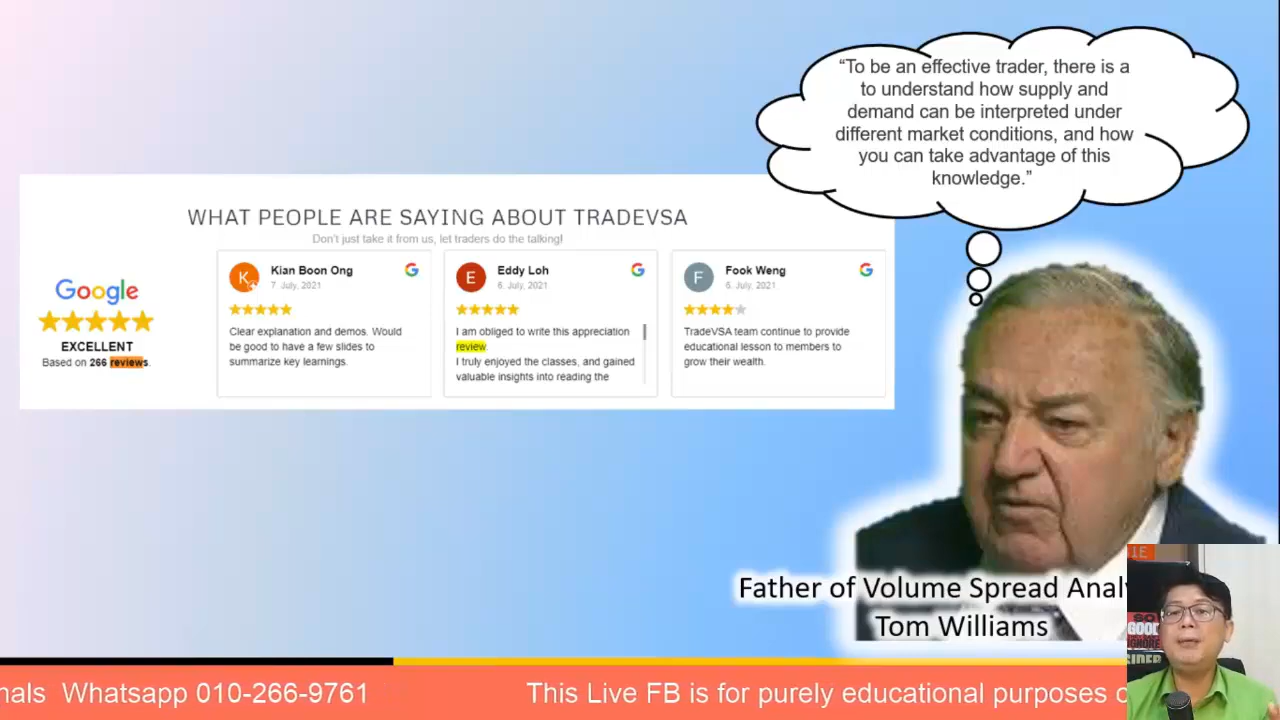 “To be an effective trader, there is a
to understand how supply and
demand can be interpreted under
different market conditions, and how
you can take advantage of this
knowledge.”
WHAT PEOPLE ARE SAYING ABOUT TRADEVSA
Don't just take it from us, let traders do the talking!
Google
EXCELLENT
Based on 266 reviews.
K
Kian Boon Ong
7. July, 2021
Clear explanation and demos. Would
be good to have a few slides to
summarize key learnings.
E
Eddy Loh
6. July, 2021
I am obliged to write this appreciation
review.
I truly enjoyed the classes, and gained
valuable insights into reading the
F
Fook Weng
6. July, 2021
TradeVSA team continue to provide
educational lesson to members to
grow their wealth.
Father of Volume Spread Analy
Tom Williams
GOOD
nals Whatsapp 010-266-9761
This Live FB is for purely educational purposes